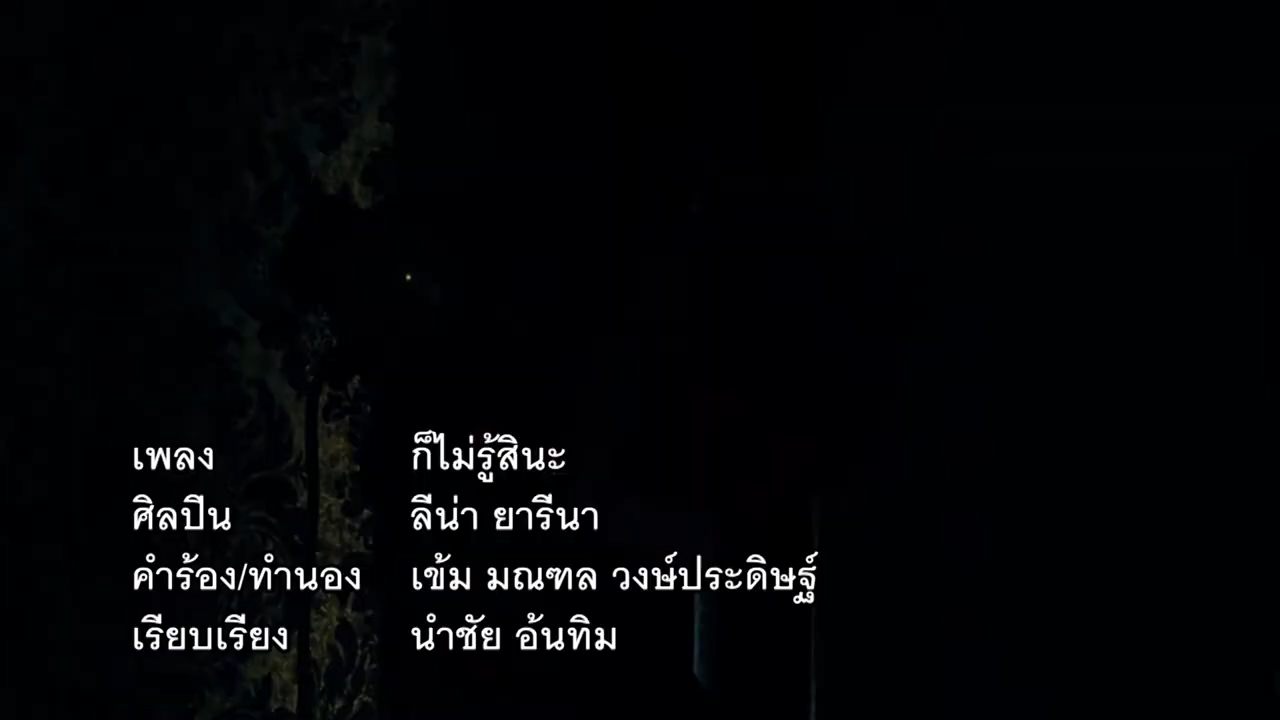 เพลง ก็ไม่รู้สินะ
ศิลปิน ลีน่า ยารีนา
คำร้อง/ทำนอง เข้ม มณฑล วงษ์ประดิษฐ์
เรียบเรียง นำชัย อ้นทิม